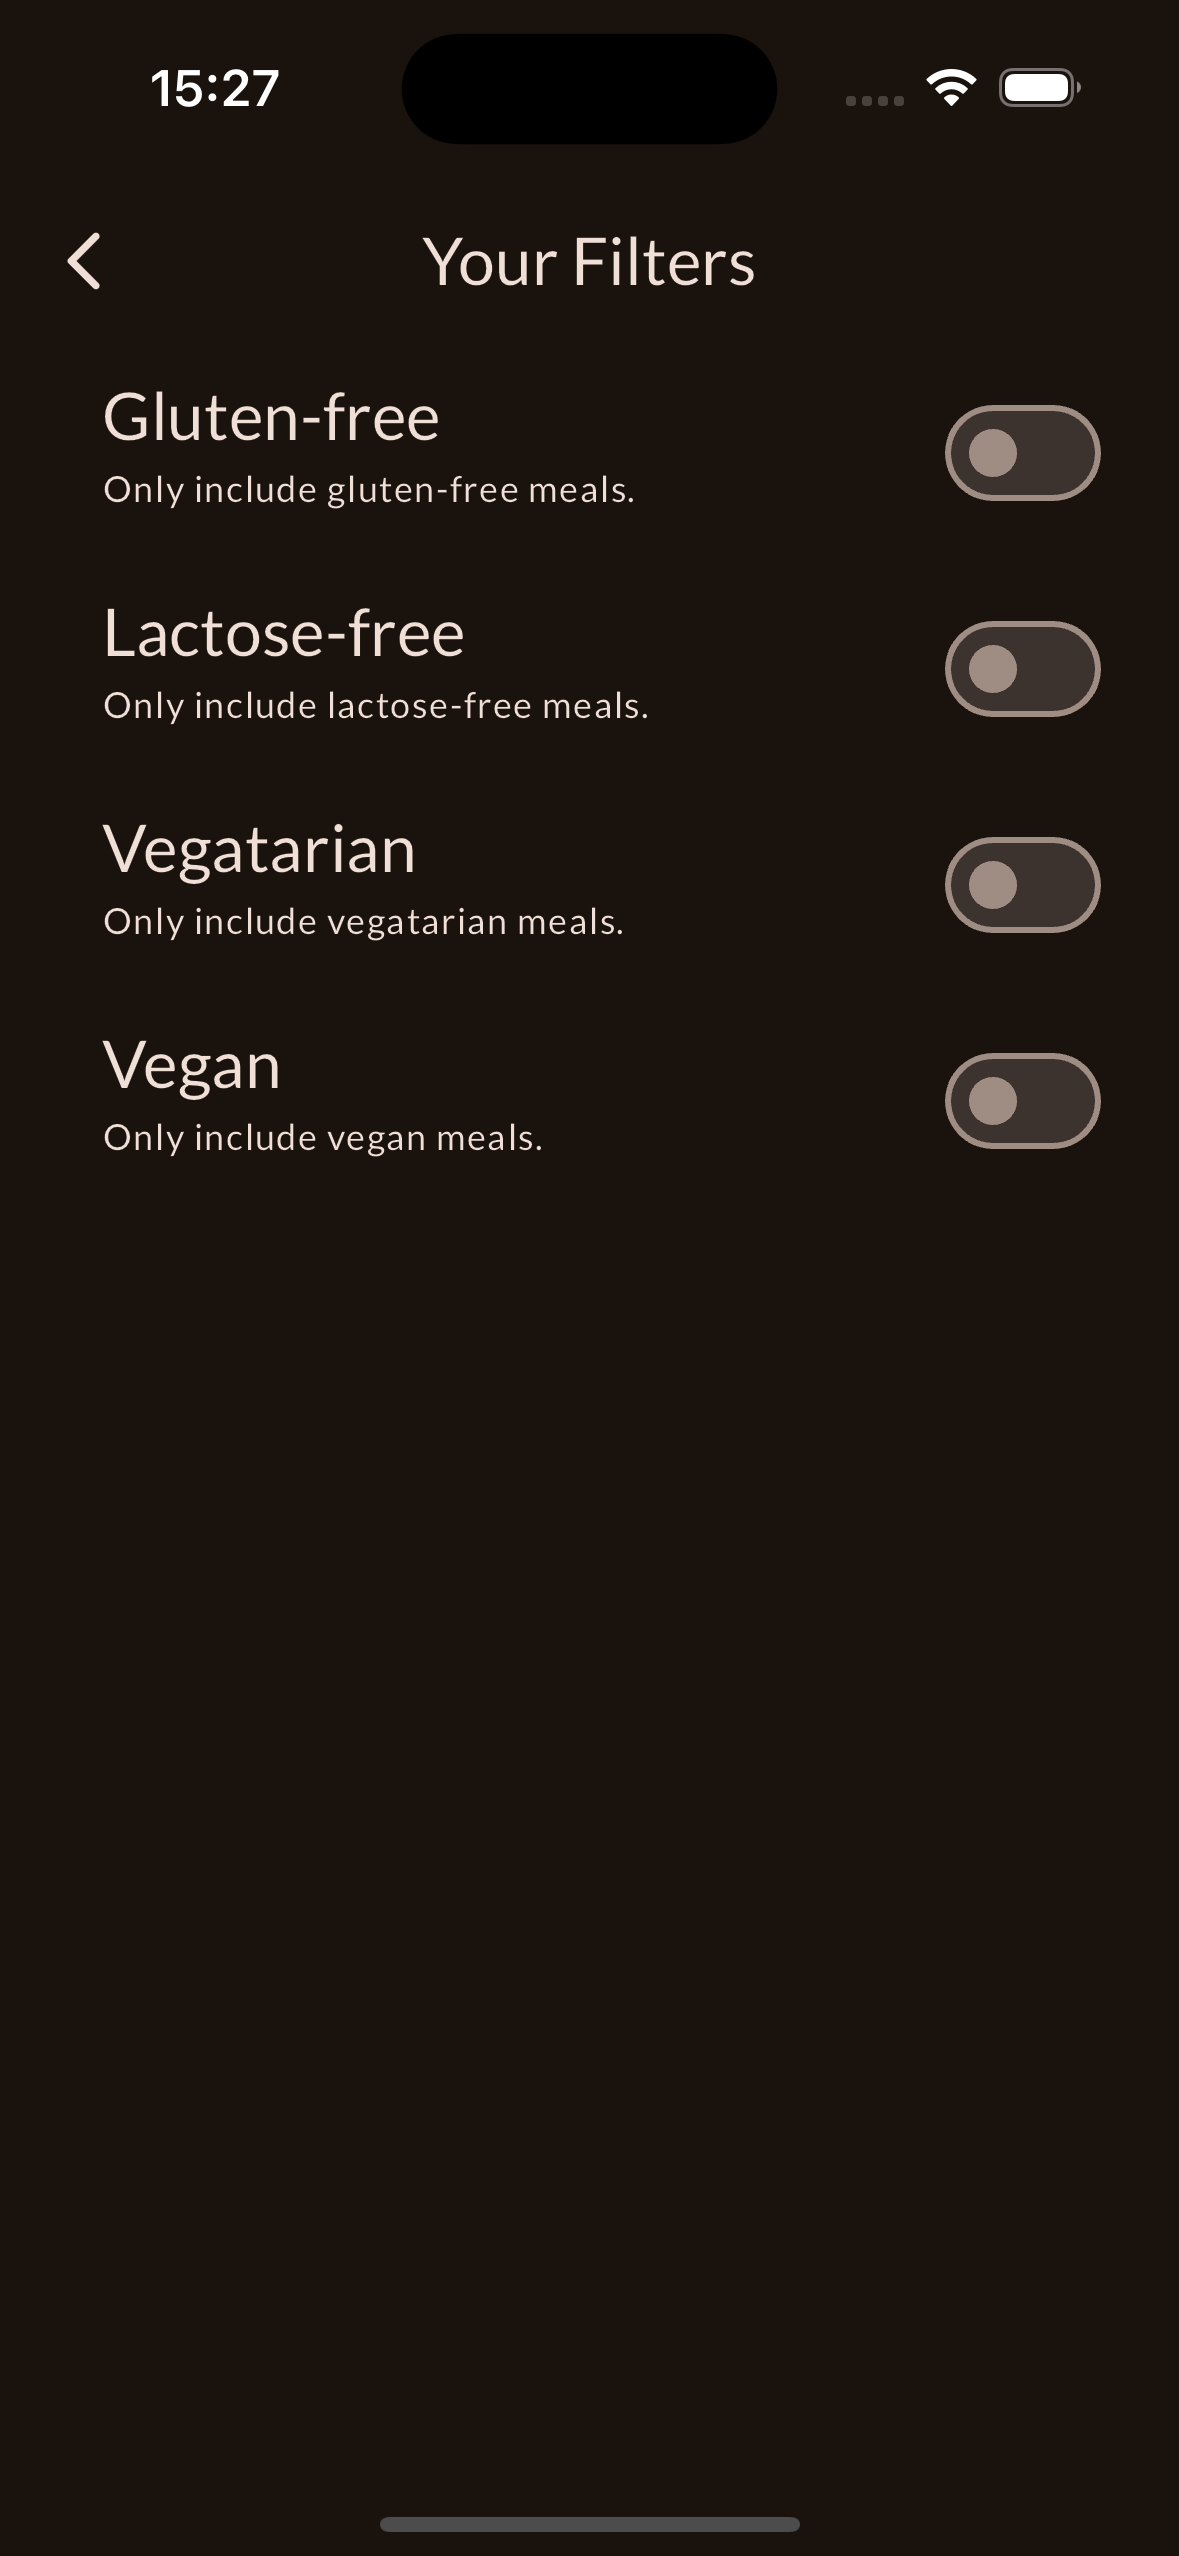 15:27
Your Filters
Gluten-free
Only include gluten-free meals.
Lactose-free
Only include lactose-free meals.
Vegatarian
Only include vegatarian meals.
Vegan
Only include vegan meals.